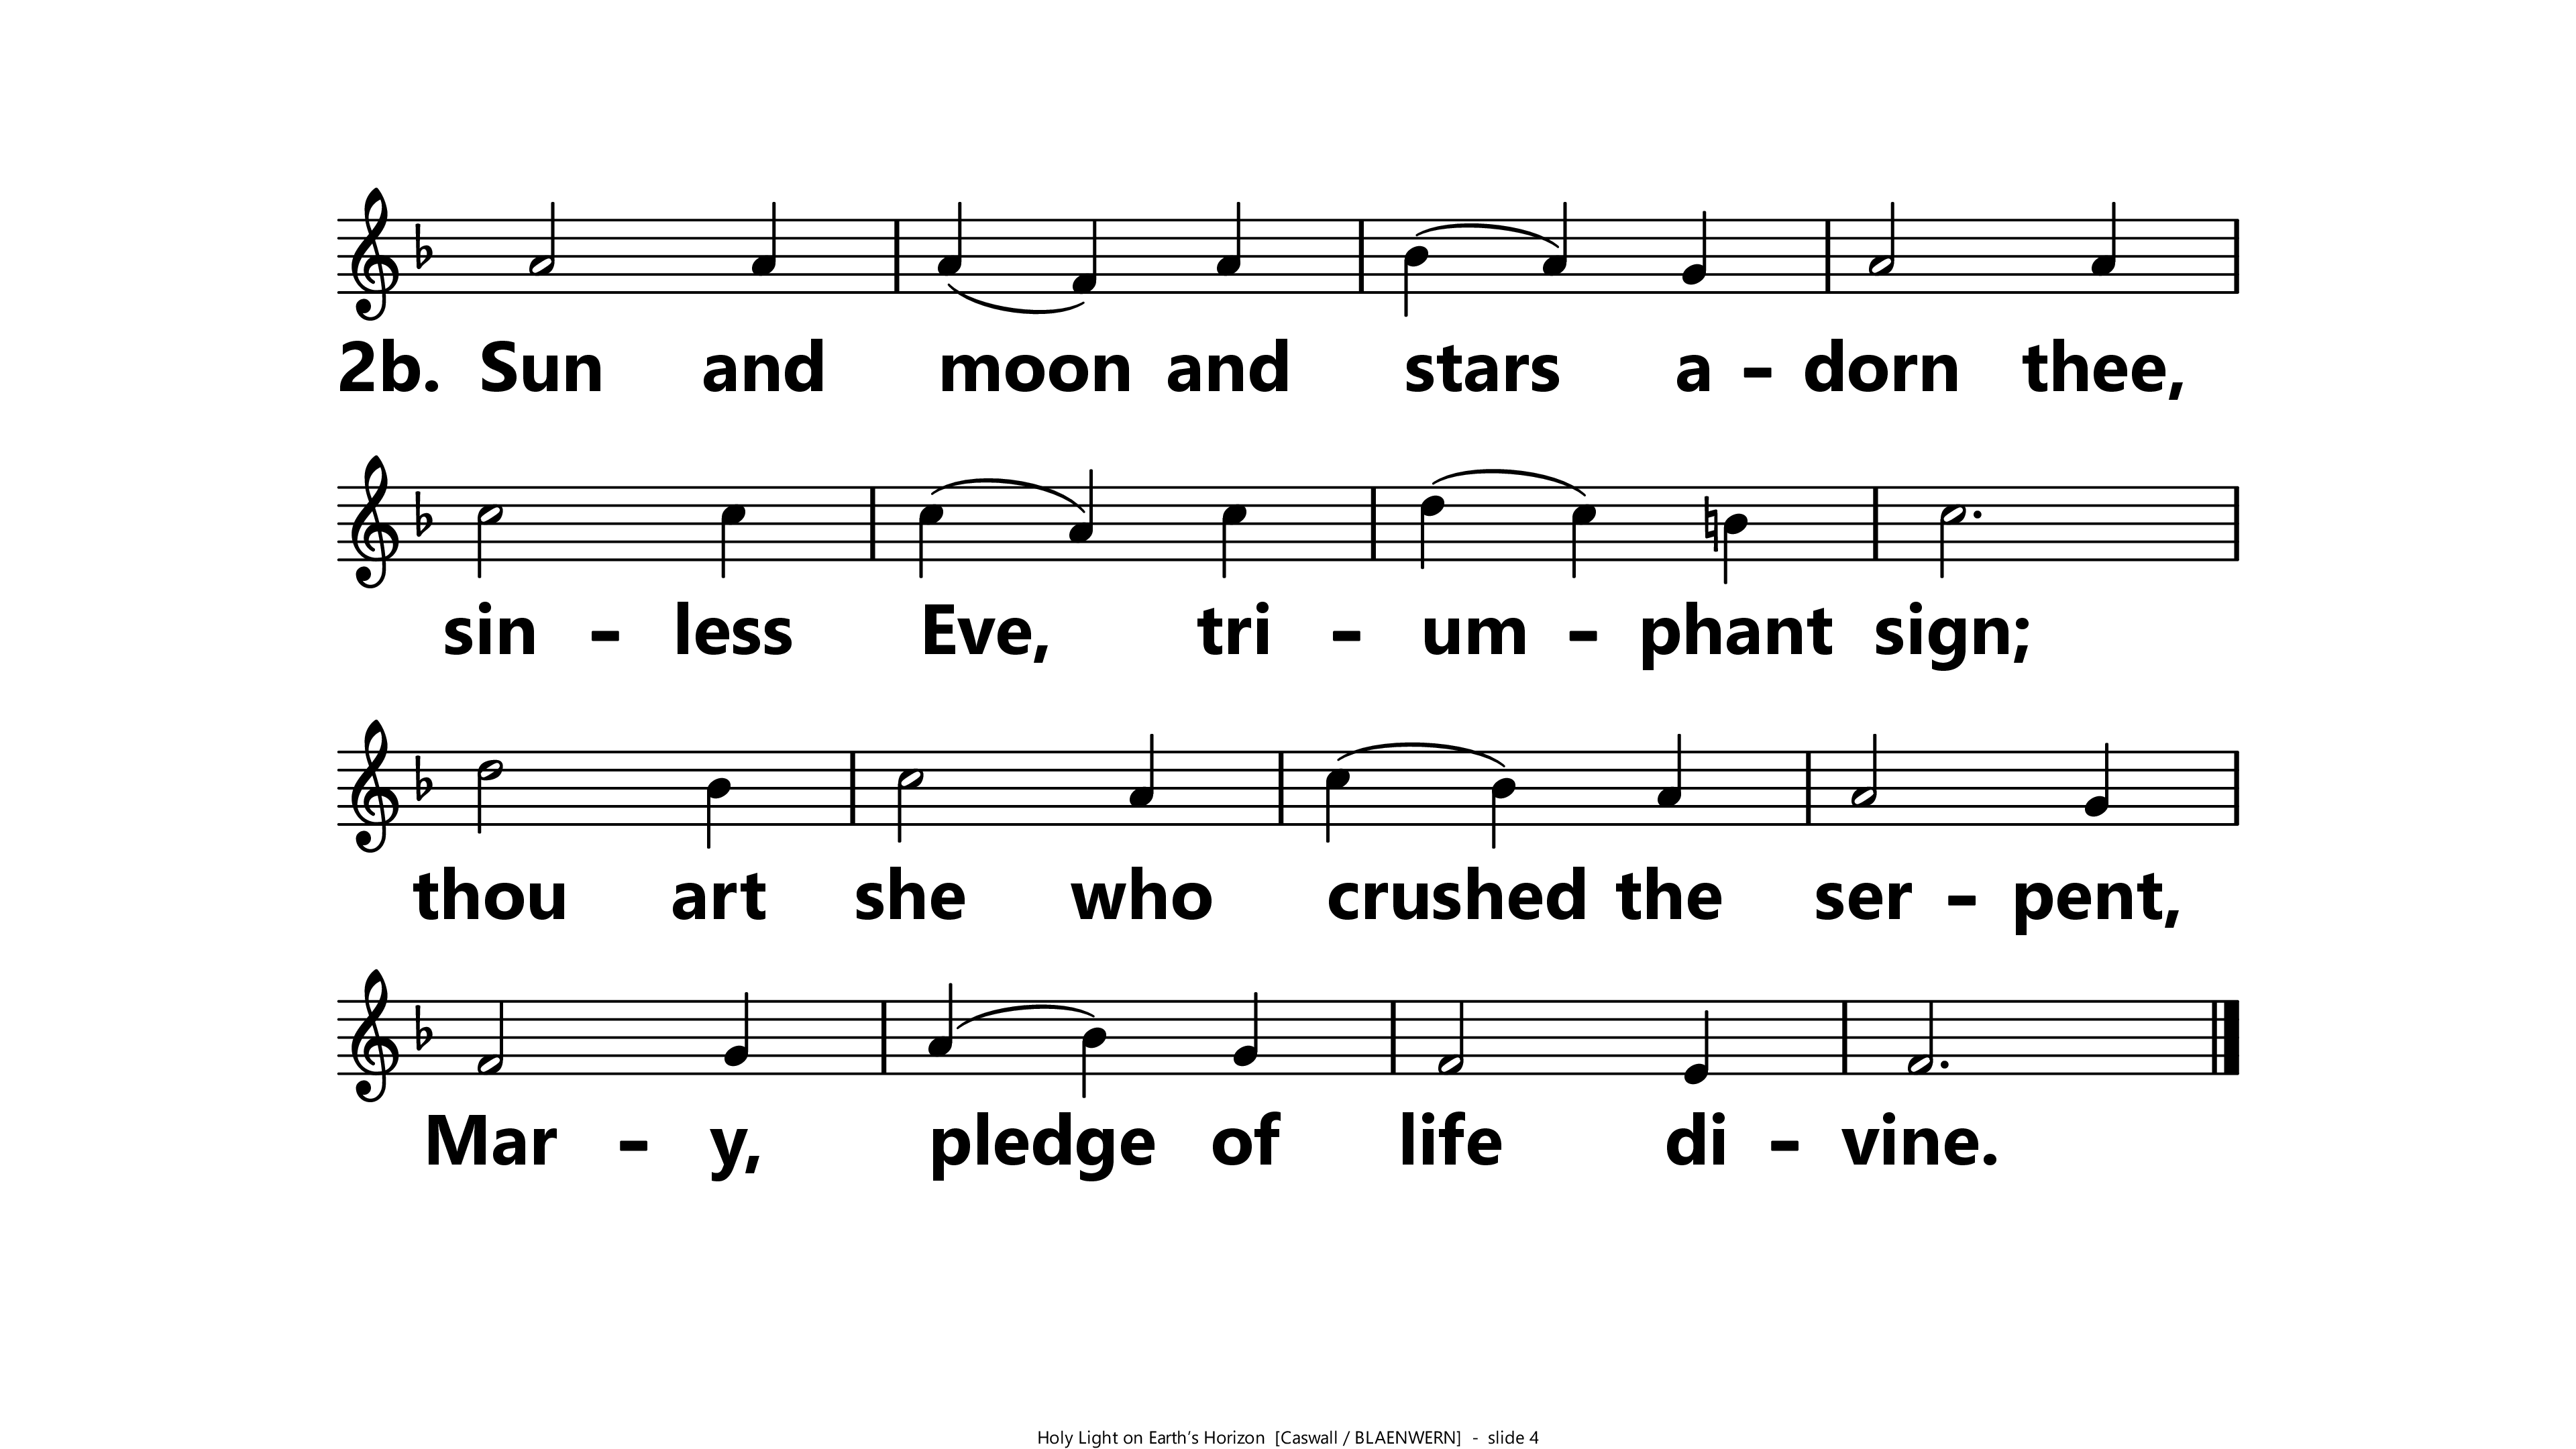 2b. Sun and moon and stars a - dorn thee,
sin - less Eve, tri - um - phant sign;
thou art she who crushed the ser - pent,
Mar - y, pledge of life di - vine.
Holy Light on Earth’s Horizon [Caswall / BLAENWERN] - slide 4